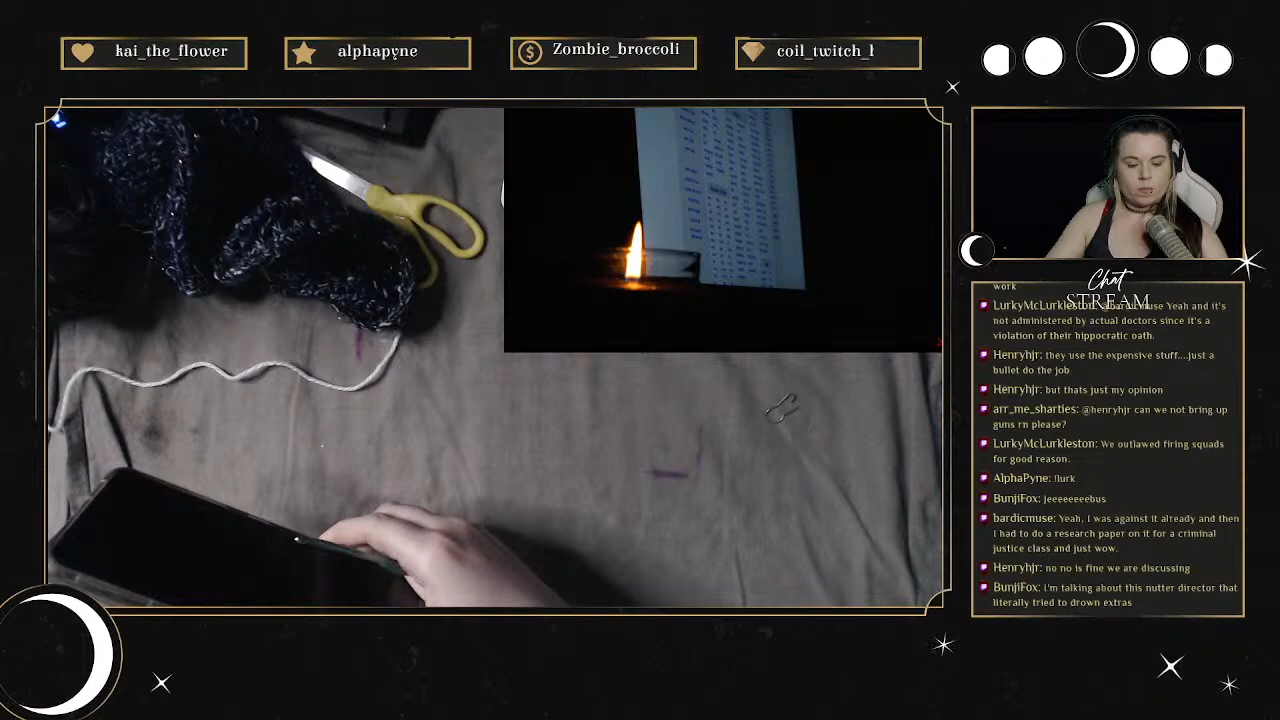 kai_the_flower
alphapyne
Zombie_broccoli
coil_twitch_
Chat
STREAM
work
LurkyMcLurkleston: @bardicmuse Yeah and it's
not administered by actual doctors since it's a
violation of their hippocratic oath.
Henryhjr: they use the expensive stuff....just a
bullet do the job
Henryhjr: but thats just my opinion
arr_me_sharties: @henryhjr can we not bring up
guns rn please?
LurkyMcLurkleston: We outlawed firing squads
for good reason.
AlphaPyne: !lurk
BunjiFox: jeeeeeeebus
bardicmuse: Yeah, I was against it already and then
I had to do a research paper on it for a criminal
justice class and just wow.
Henryhjr: no no is fine we are discussing
BunjiFox: I'm talking about this nutter director that
literally tried to drown extras